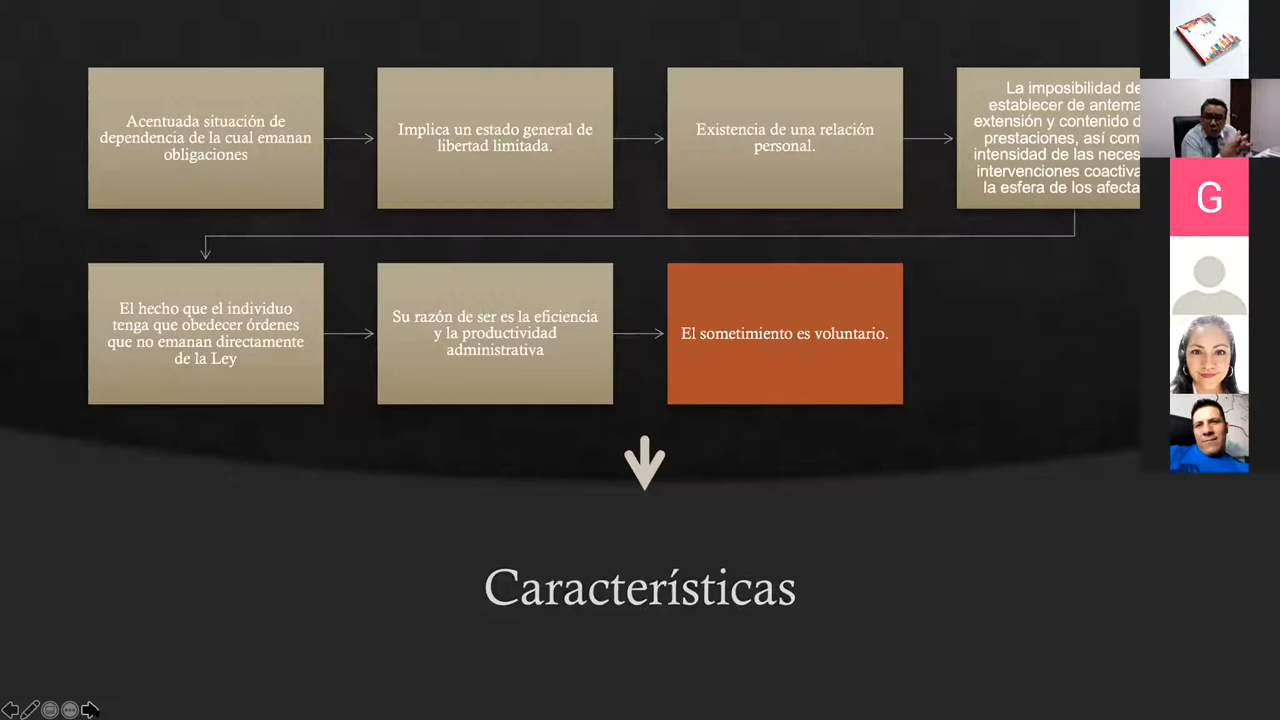 Acentuada situación de
dependencia de la cual emanan
obligaciones
Implica un estado general de
libertad limitada.
Existencia de una relación
personal.
La imposibilidad de
establecer de antema
extensión y contenido d
prestaciones, así com
intensidad de las neces
intervenciones coactiva
la esfera de los afecta
El hecho que el individuo
tenga que obedecer órdenes
que no emanan directamente
de la Ley
Su razón de ser es la eficiencia
y la productividad
administrativa
El sometimiento es voluntario.
Características
G